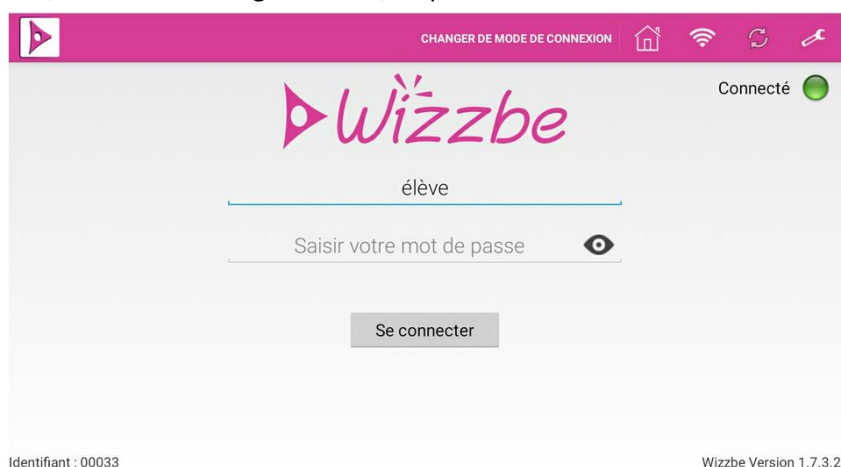 CHANGER DE MODE DE CONNEXION
Connecté
Wizzbe
élève
Saisir votre mot de passe
Se connecter
Identifiant : 00033
Wizzbe Version 1.7.3.2